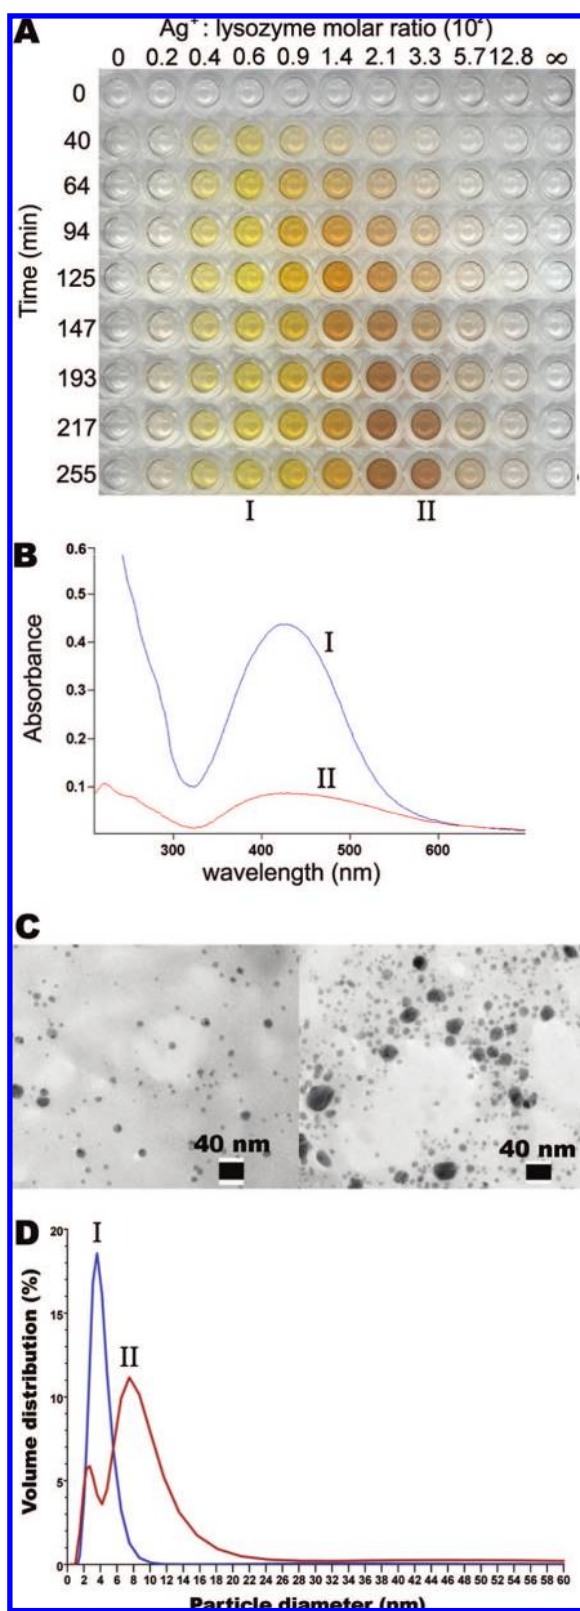 A
Ag⁺ : lysozyme molar ratio (10²)
0 0.2 0.4 0.6 0.9 1.4 2.1 3.3 5.7 12.8 ∞
Time (min)
0
40
64
94
125
147
193
217
255
I II
B
Absorbance
0.6
0.5
0.4
0.3
0.2
0.1
I
II
300 400 500 600
wavelength (nm)
C
40 nm 40 nm
D
Volume distribution (%)
20
15
10
5
0
I
II
0 2 4 6 8 10 12 14 16 18 20 22 24 26 28 30 32 34 36 38 40 42 44 46 48 50 52 54 56 58 60
Particle diameter (nm)